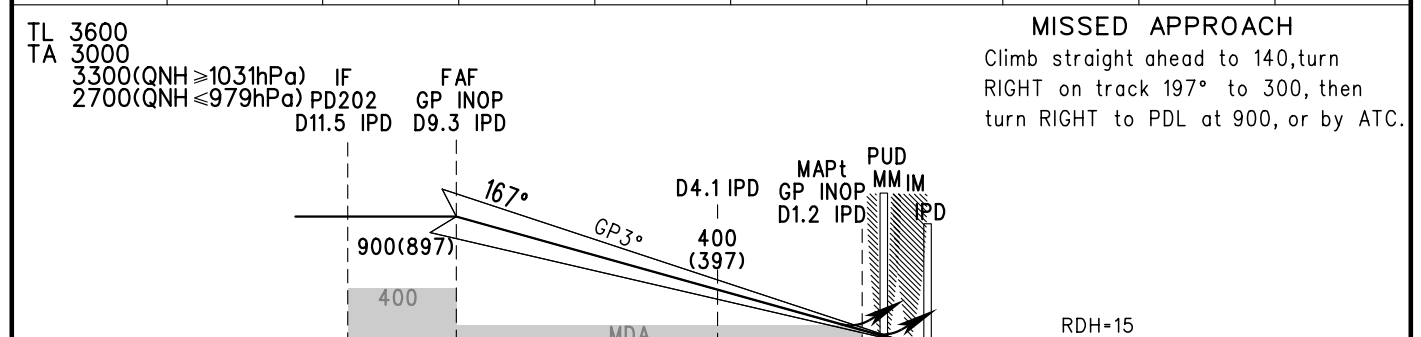 TL 3600
TA 3000
3300(QNH≥1031hPa)
2700(QNH≤979hPa)
IF
PD202
D11.5 IPD
FAF
GP INOP
D9.3 IPD
MISSED APPROACH
Climb straight ahead to 140,turn
RIGHT on track 197° to 300, then
turn RIGHT to PDL at 900, or by ATC.
167°
GP3°
D4.1 IPD
MAPt
GP INOP
D1.2 IPD
PUD
MM
IM
IPD
900(897)
400
(397)
400
MDA
RDH=15